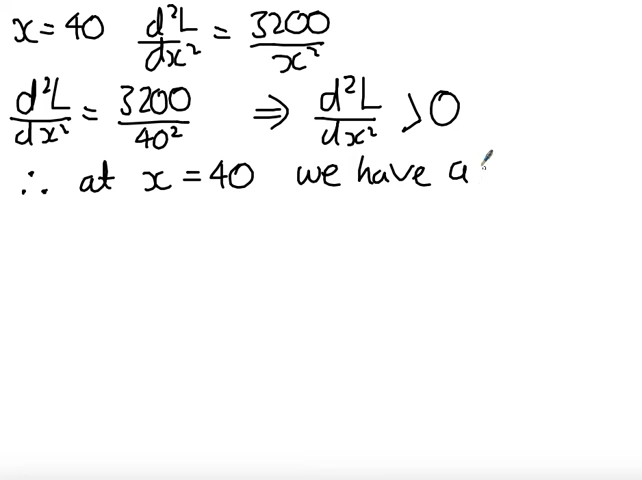 x = 40 d²L/dx² = 3200/x²
d²L/dx² = 3200/40² ⇒ d²L/dx² > 0
∴ at x = 40 we have a